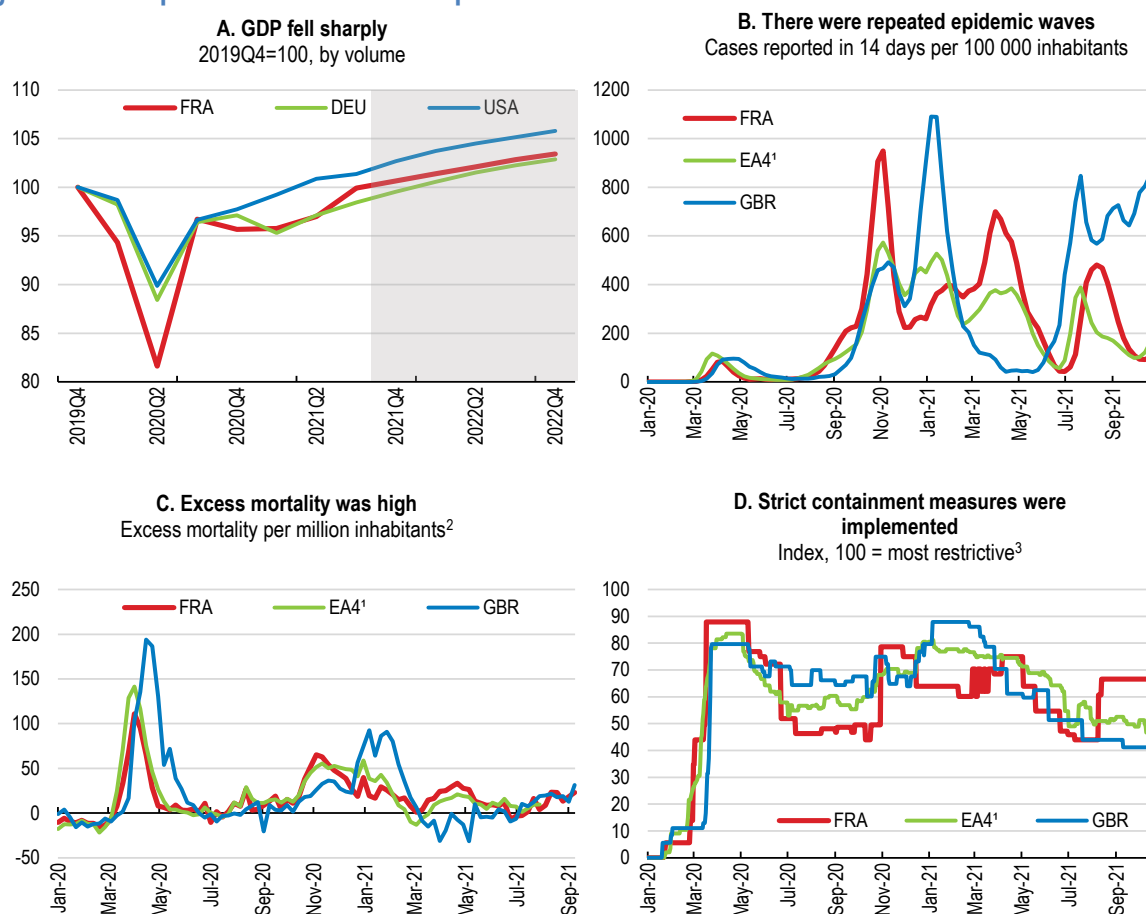 A. GDP fell sharply
2019Q4=100, by volume
110
105
100
95
90
85
80
FRA DEU USA
2019Q4 2020Q2 2020Q4 2021Q2 2021Q4 2022Q2 2022Q4
B. There were repeated epidemic waves
Cases reported in 14 days per 100 000 inhabitants
1200
1000
800
600
400
200
0
FRA
EA4¹
GBR
Jan-20 Mar-20 May-20 Jul-20 Sep-20 Nov-20 Jan-21 Mar-21 May-21 Jul-21 Sep-21
C. Excess mortality was high
Excess mortality per million inhabitants²
250
200
150
100
50
0
-50
FRA EA4¹ GBR
Jan-20 Mar-20 May-20 Jul-20 Sep-20 Nov-20 Jan-21 Mar-21 May-21 Jul-21 Sep-21
D. Strict containment measures were
implemented
Index, 100 = most restrictive³
100
90
80
70
60
50
40
30
20
10
0
FRA EA4¹ GBR
Jan-20 Mar-20 May-20 Jul-20 Sep-20 Nov-20 Jan-21 Mar-21 May-21 Jul-21 Sep-21